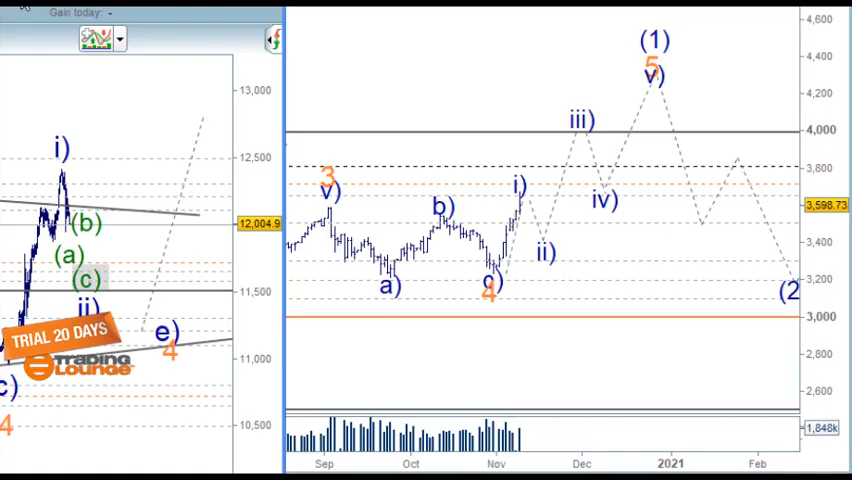 Gain today: -
13,000
12,500
12,004.9
11,500
11,000
10,500
i)
(b)
(a)
(c)
ii)
e)
4
c)
4
TRIAL 20 DAYS
TRADING
LOUNGE
4,600
4,400
4,200
4,000
3,800
3,598.73
3,400
3,200
3,000
2,800
2,600
1,848k
(1)
5
v)
iii)
3
v)
i)
b)
iv)
ii)
a)
c)
4
(2
Sep
Oct
Nov
Dec
2021
Feb